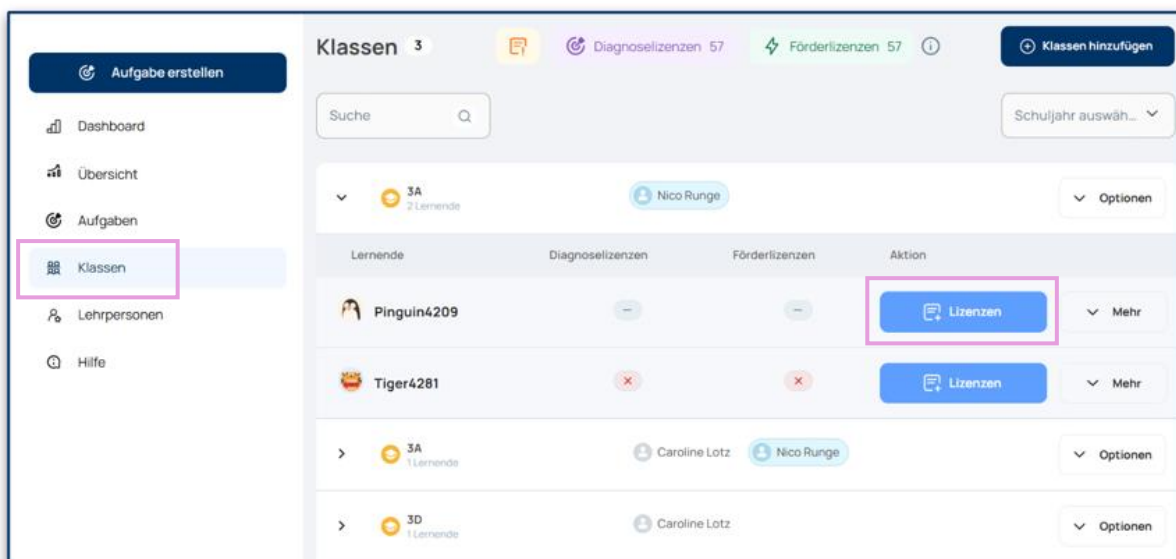 Aufgabe erstellen
Dashboard
Übersicht
Aufgaben
Klassen
Lehrpersonen
Hilfe
Klassen 3
Diagnoselizenzen 57
Förderlizenzen 57
Klassen hinzufügen
Suche
Schuljahr auswäh...
3A
2 Lernende
Nico Runge
Optionen
Lernende Diagnoselizenzen Förderlizenzen Aktion
Pinguin4209 Lizenzen Mehr
Tiger4281 Lizenzen Mehr
3A
1 Lernende
Caroline Lotz Nico Runge
Optionen
3D
1 Lernende
Caroline Lotz
Optionen